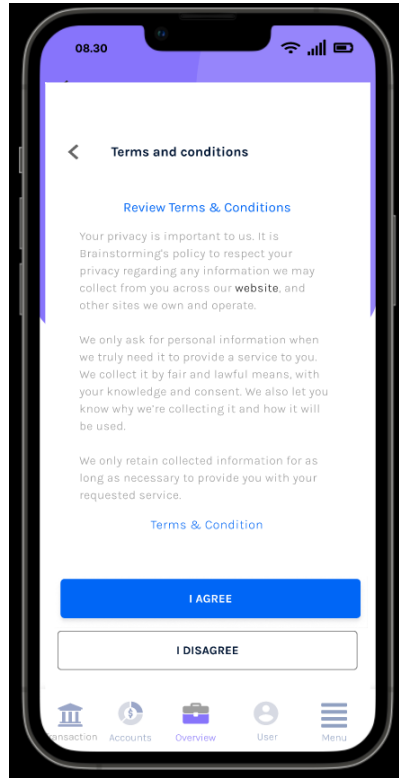 08.30
Terms and conditions
Review Terms & Conditions
Your privacy is important to us. It is
Brainstorming's policy to respect your
privacy regarding any information we may
collect from you across our website, and
other sites we own and operate.
We only ask for personal information when
we truly need it to provide a service to you.
We collect it by fair and lawful means, with
your knowledge and consent. We also let you
know why we're collecting it and how it will
be used.
We only retain collected information for as
long as necessary to provide you with your
requested service.
Terms & Condition
I AGREE
I DISAGREE
ransaction Accounts Overview User Menu